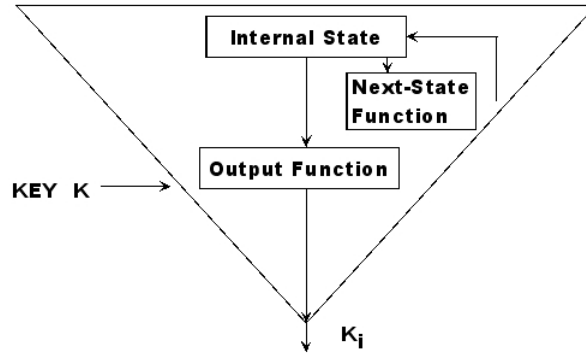 Internal State
Next-State
Function
Output Function
KEY K
Ki